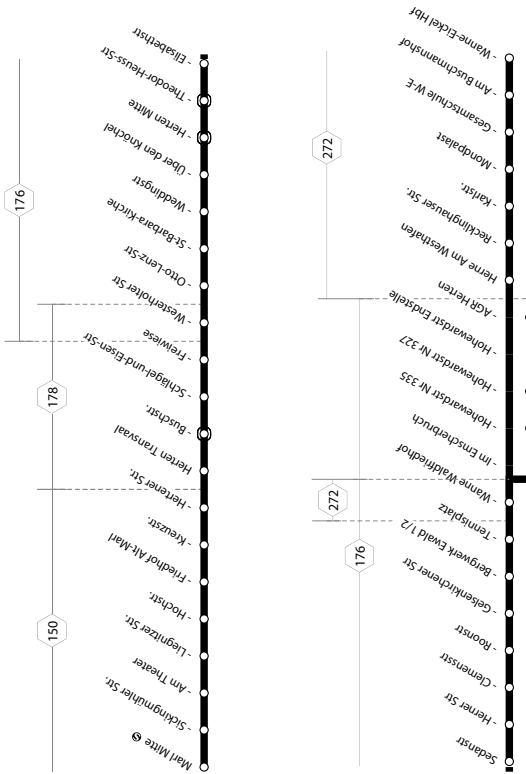 176
178
150
Elisabethstr -
Theodor-Heuss-Str -
Herten Mitte -
Über den Knöchel -
Weddingstr -
St-Barbara-Kirche -
Otto-Lenz-Str -
Westerholter Str -
Freiwiese -
Schlägel-und-Eisen-Str -
Buschstr. -
Herten Transvaal
Hertener Str. -
Kreuzstr. -
Friedhof Alt-Marl -
Hochstr. -
Liegnitzer Str. -
Am Theater -
Sickingmühler Str. -
Marl Mitte S
272
272
176
Wanne-Eickel Hbf -
Am Buschmannshof -
Gesamtschule W-E -
Mondpalast -
Karlstr. -
Recklinghauser Str. -
Herne Am Westhafen -
AGR Herten -
Hohewardstr Endstelle -
Hohewardstr Nr 327 -
Hohewardstr Nr 335 -
Im Emscherbruch -
Wanne Waldfriedhof -
Tennisplatz -
Bergwerk Ewald 1/2 -
Gelsenkirchener Str -
Roonstr -
Clemensstr -
Herner Str -
Sedanstr